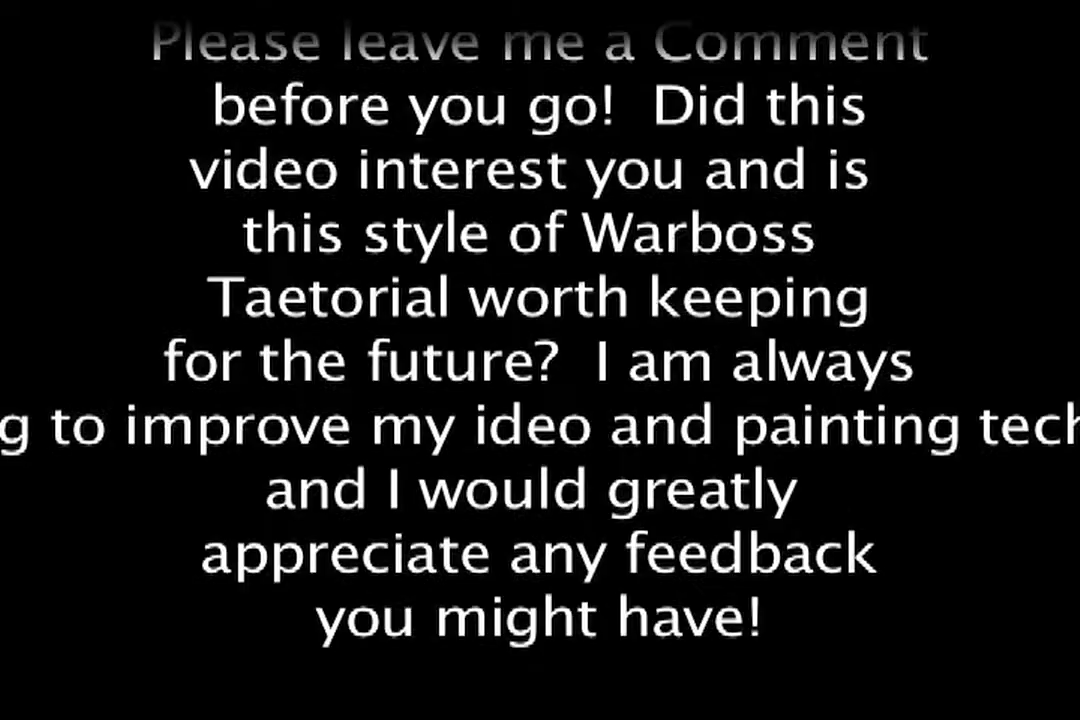 Please leave me a Comment
before you go!  Did this
video interest you and is
this style of Warboss
Taetorial worth keeping
for the future?  I am always
g to improve my ideo and painting tech
and I would greatly
appreciate any feedback
you might have!